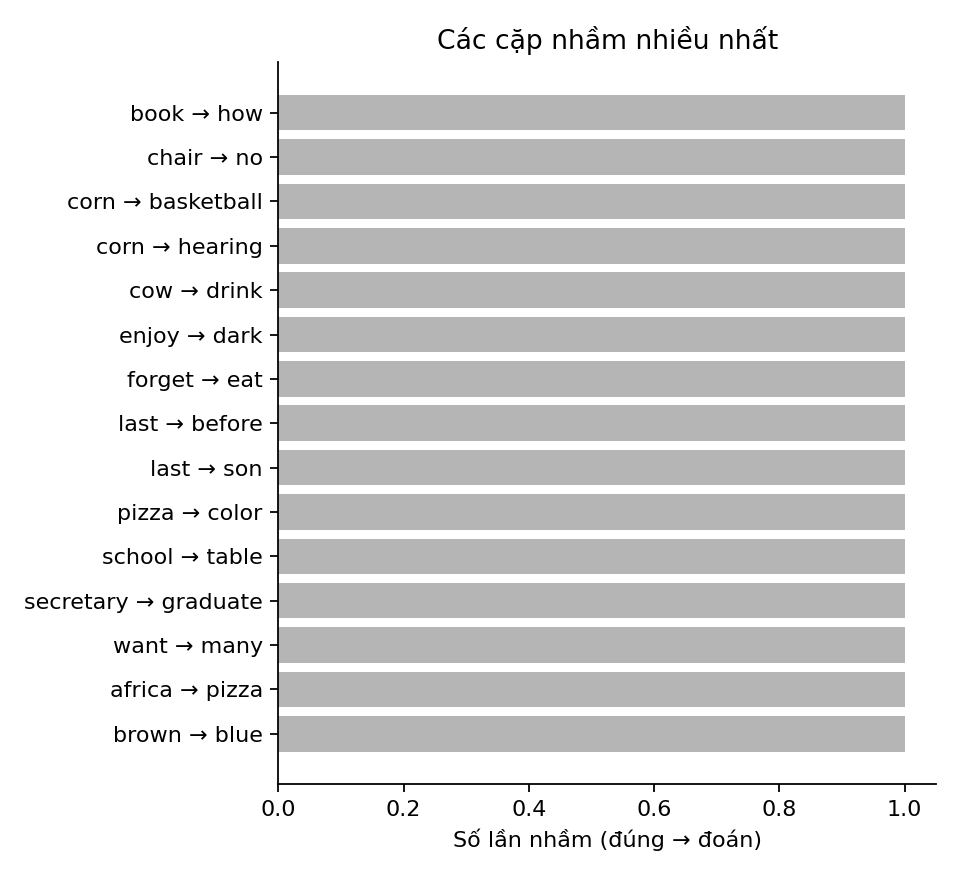 Các cặp nhầm nhiều nhất
book → how
chair → no
corn → basketball
corn → hearing
cow → drink
enjoy → dark
forget → eat
last → before
last → son
pizza → color
school → table
secretary → graduate
want → many
africa → pizza
brown → blue
0.0 0.2 0.4 0.6 0.8 1.0
Số lần nhầm (đúng → đoán)